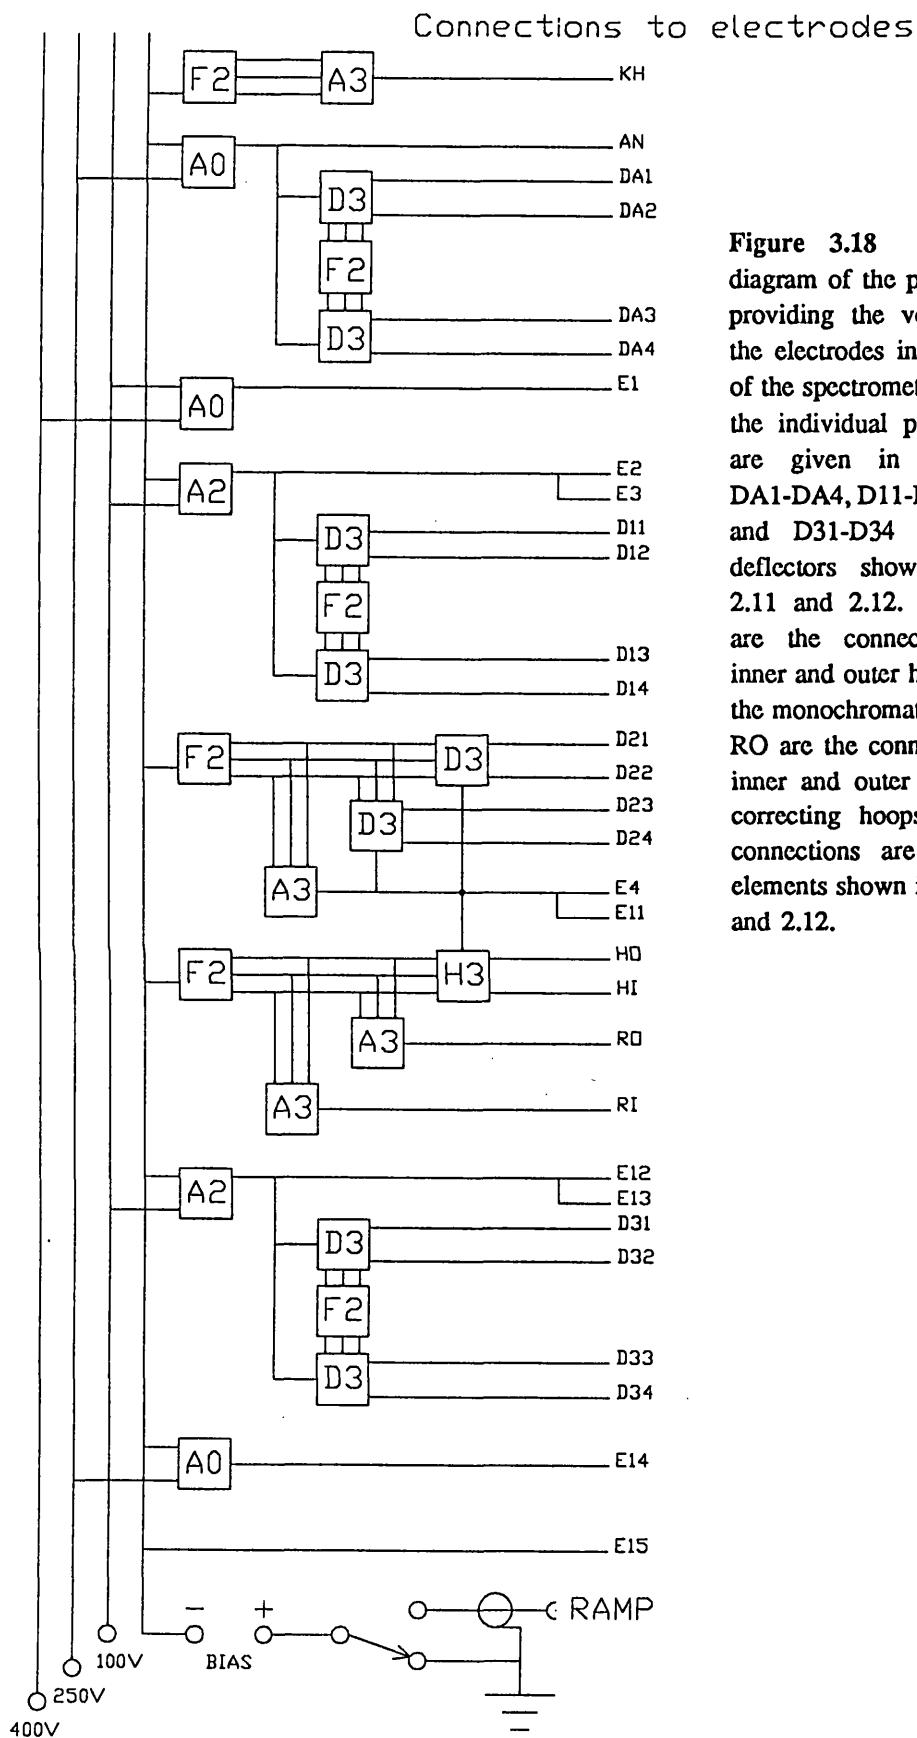 Connections to electrodes
F2 A3 KH
A0 AN
D3 DA1
DA2
F2
D3 DA3
DA4
A0 E1
A2 E2
E3
D3 D11
D12
F2
D3 D13
D14
F2 D3 D21
D22
D3 D23
D24
A3 E4
E11
F2 H3 HO
HI
A3 RO
A3 RI
A2 E12
E13
D3 D31
D32
F2
D3 D33
D34
A0 E14
E15
- + RAMP
100V BIAS
250V
400V
Figure 3.18
diagram of the p
providing the v
the electrodes in
of the spectromet
the individual p
are given in
DA1-DA4, D11-
and D31-D34
deflectors show
2.11 and 2.12.
are the connec
inner and outer h
the monochromat
RO are the conn
inner and outer
correcting hoops
connections are
elements shown
and 2.12.